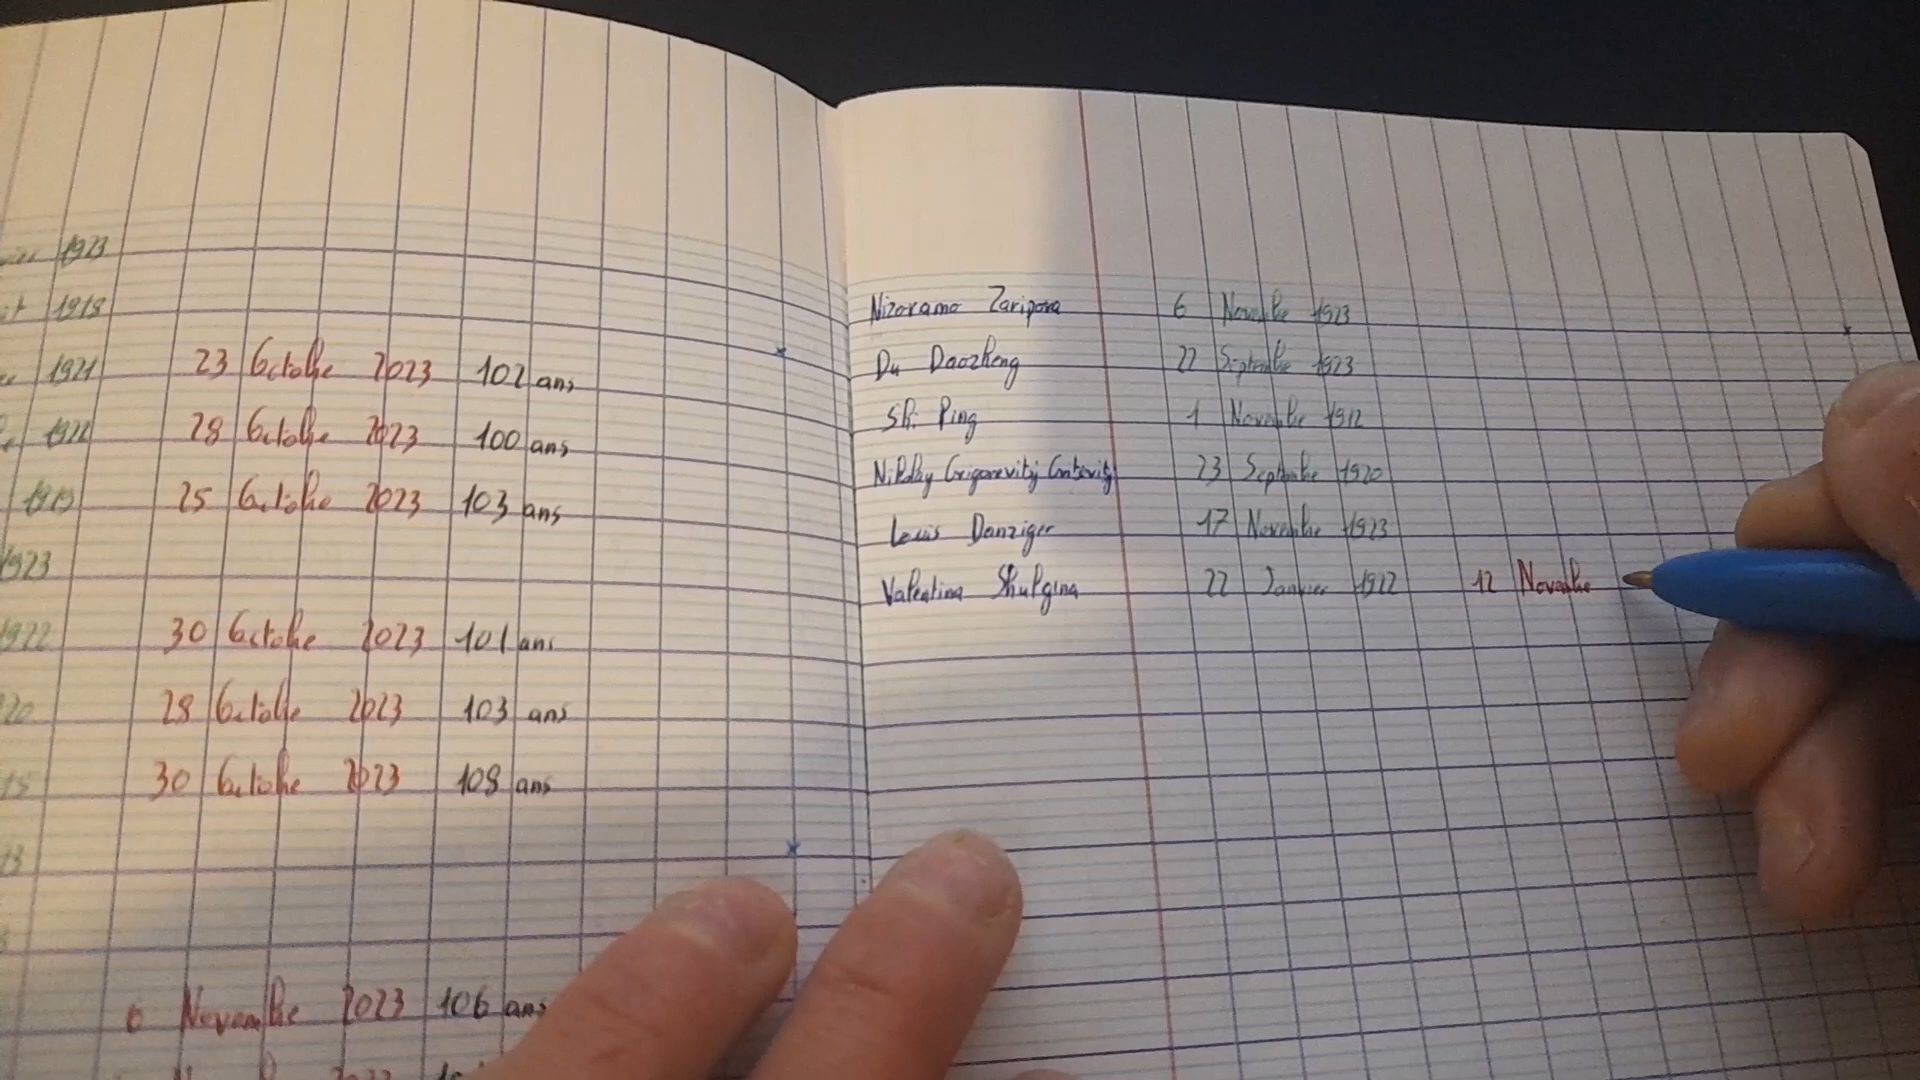 1923
1918
1921 23 Octobre 2023 102 ans
1922 28 Octobre 2023 100 ans
1919 25 Octobre 2023 103 ans
1923
1922 30 Octobre 2023 101 ans
20 28 Octobre 2023 103 ans
15 30 Octobre 2023 108 ans
6 Novembre 2023 106 ans
Nizoramo Zaripova 6 Novembre 1923
Du Daozheng 22 Septembre 1923
Shi Ping 1 Novembre 1912
Nikolay Grigorevitj 23 Septembre 1920
Louis Danziger 17 Novembre 1923
Valentina Shulgina 22 Janvier 1922 12 Novembre